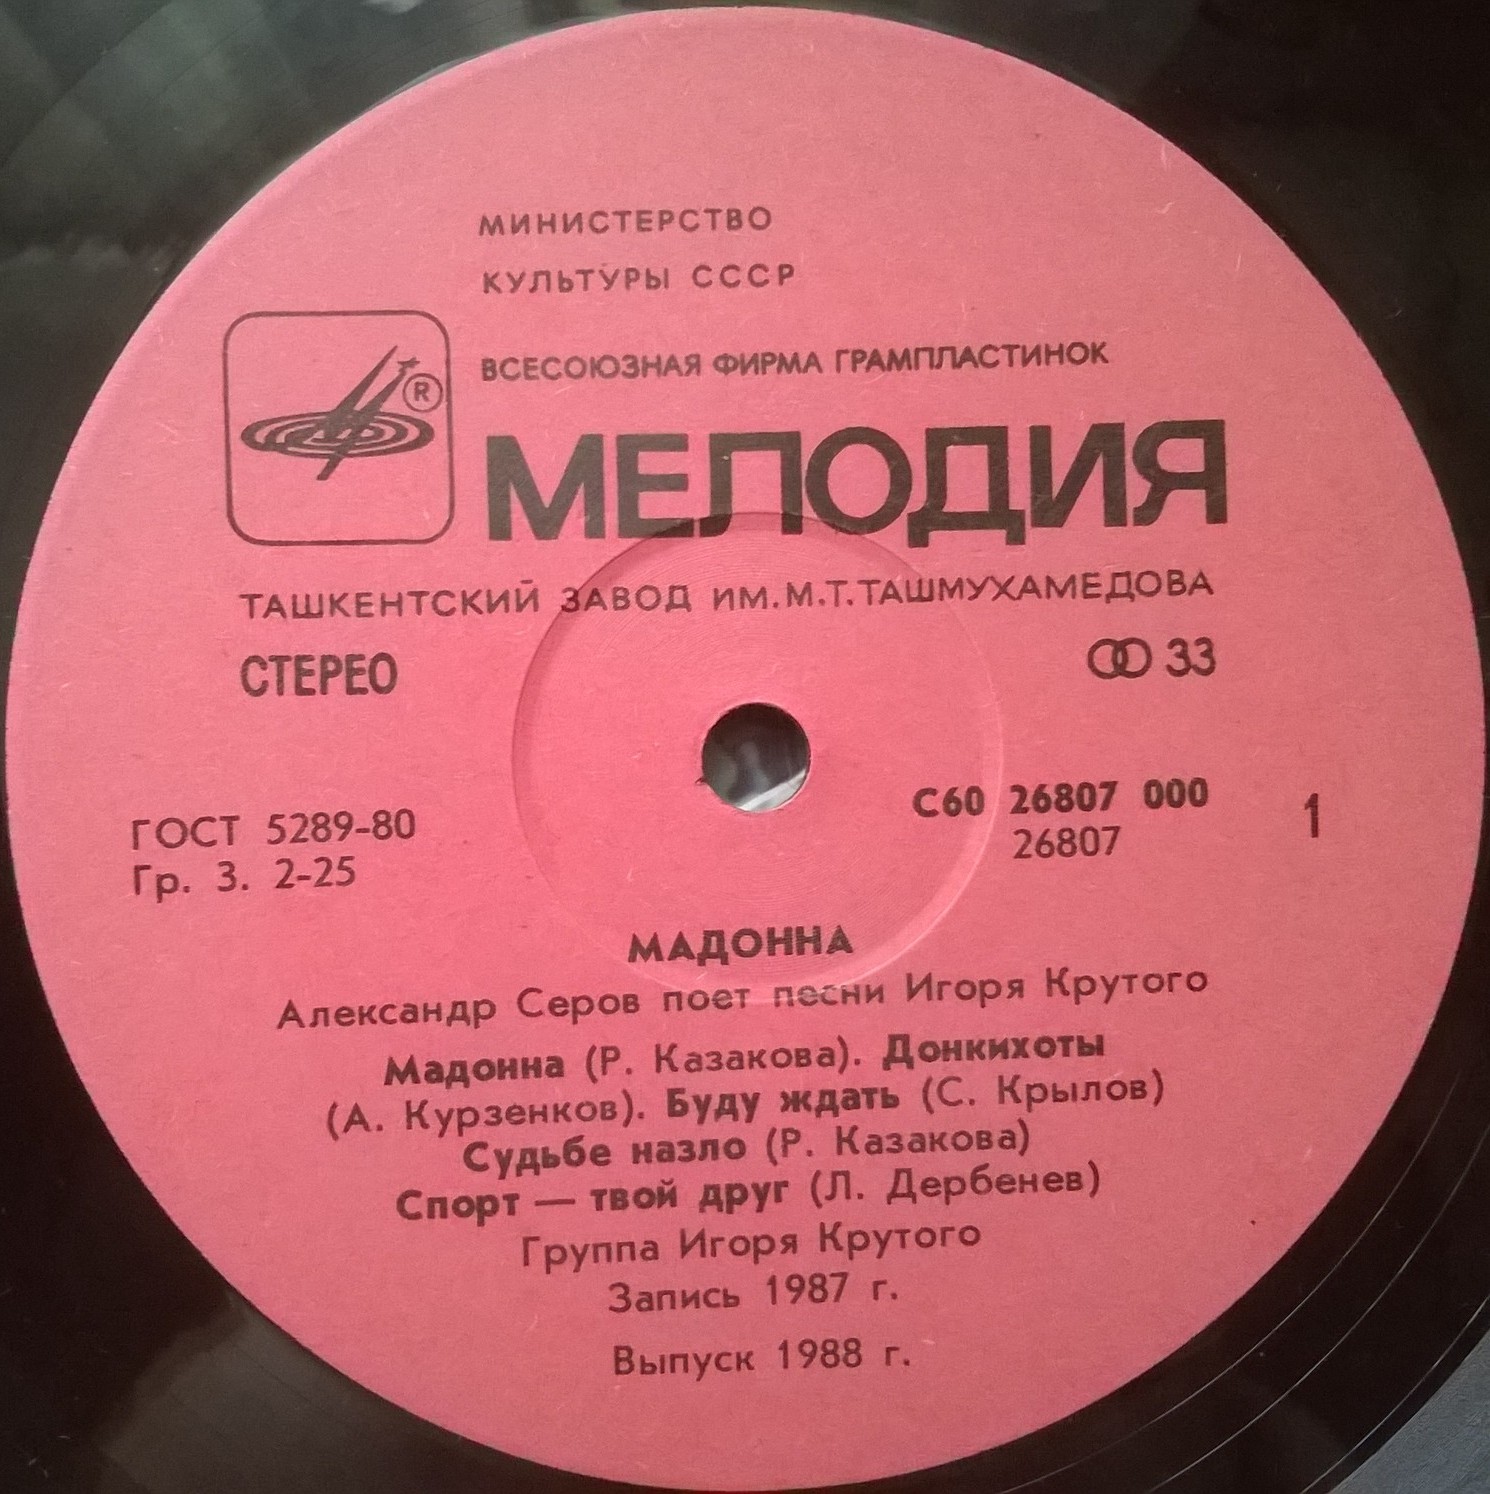 МИНИСТЕРСТВО
КУЛЬТУРЫ СССР
ВСЕСОЮЗНАЯ ФИРМА ГРАМПЛАСТИНОК
®
МЕЛОДИЯ
ТАШКЕНТСКИЙ ЗАВОД ИМ. М.Т. ТАШМУХАМЕДОВА
СТЕРЕО 33
ГОСТ 5289-80 С60 26807 000 1
Гр. 3. 2-25 26807
МАДОННА
Александр Серов поет песни Игоря Крутого
Мадонна (Р. Казакова). Донкихоты
(А. Курзенков). Буду ждать (С. Крылов)
Судьбе назло (Р. Казакова)
Спорт — твой друг (Л. Дербенев)
Группа Игоря Крутого
Запись 1987 г.
Выпуск 1988 г.